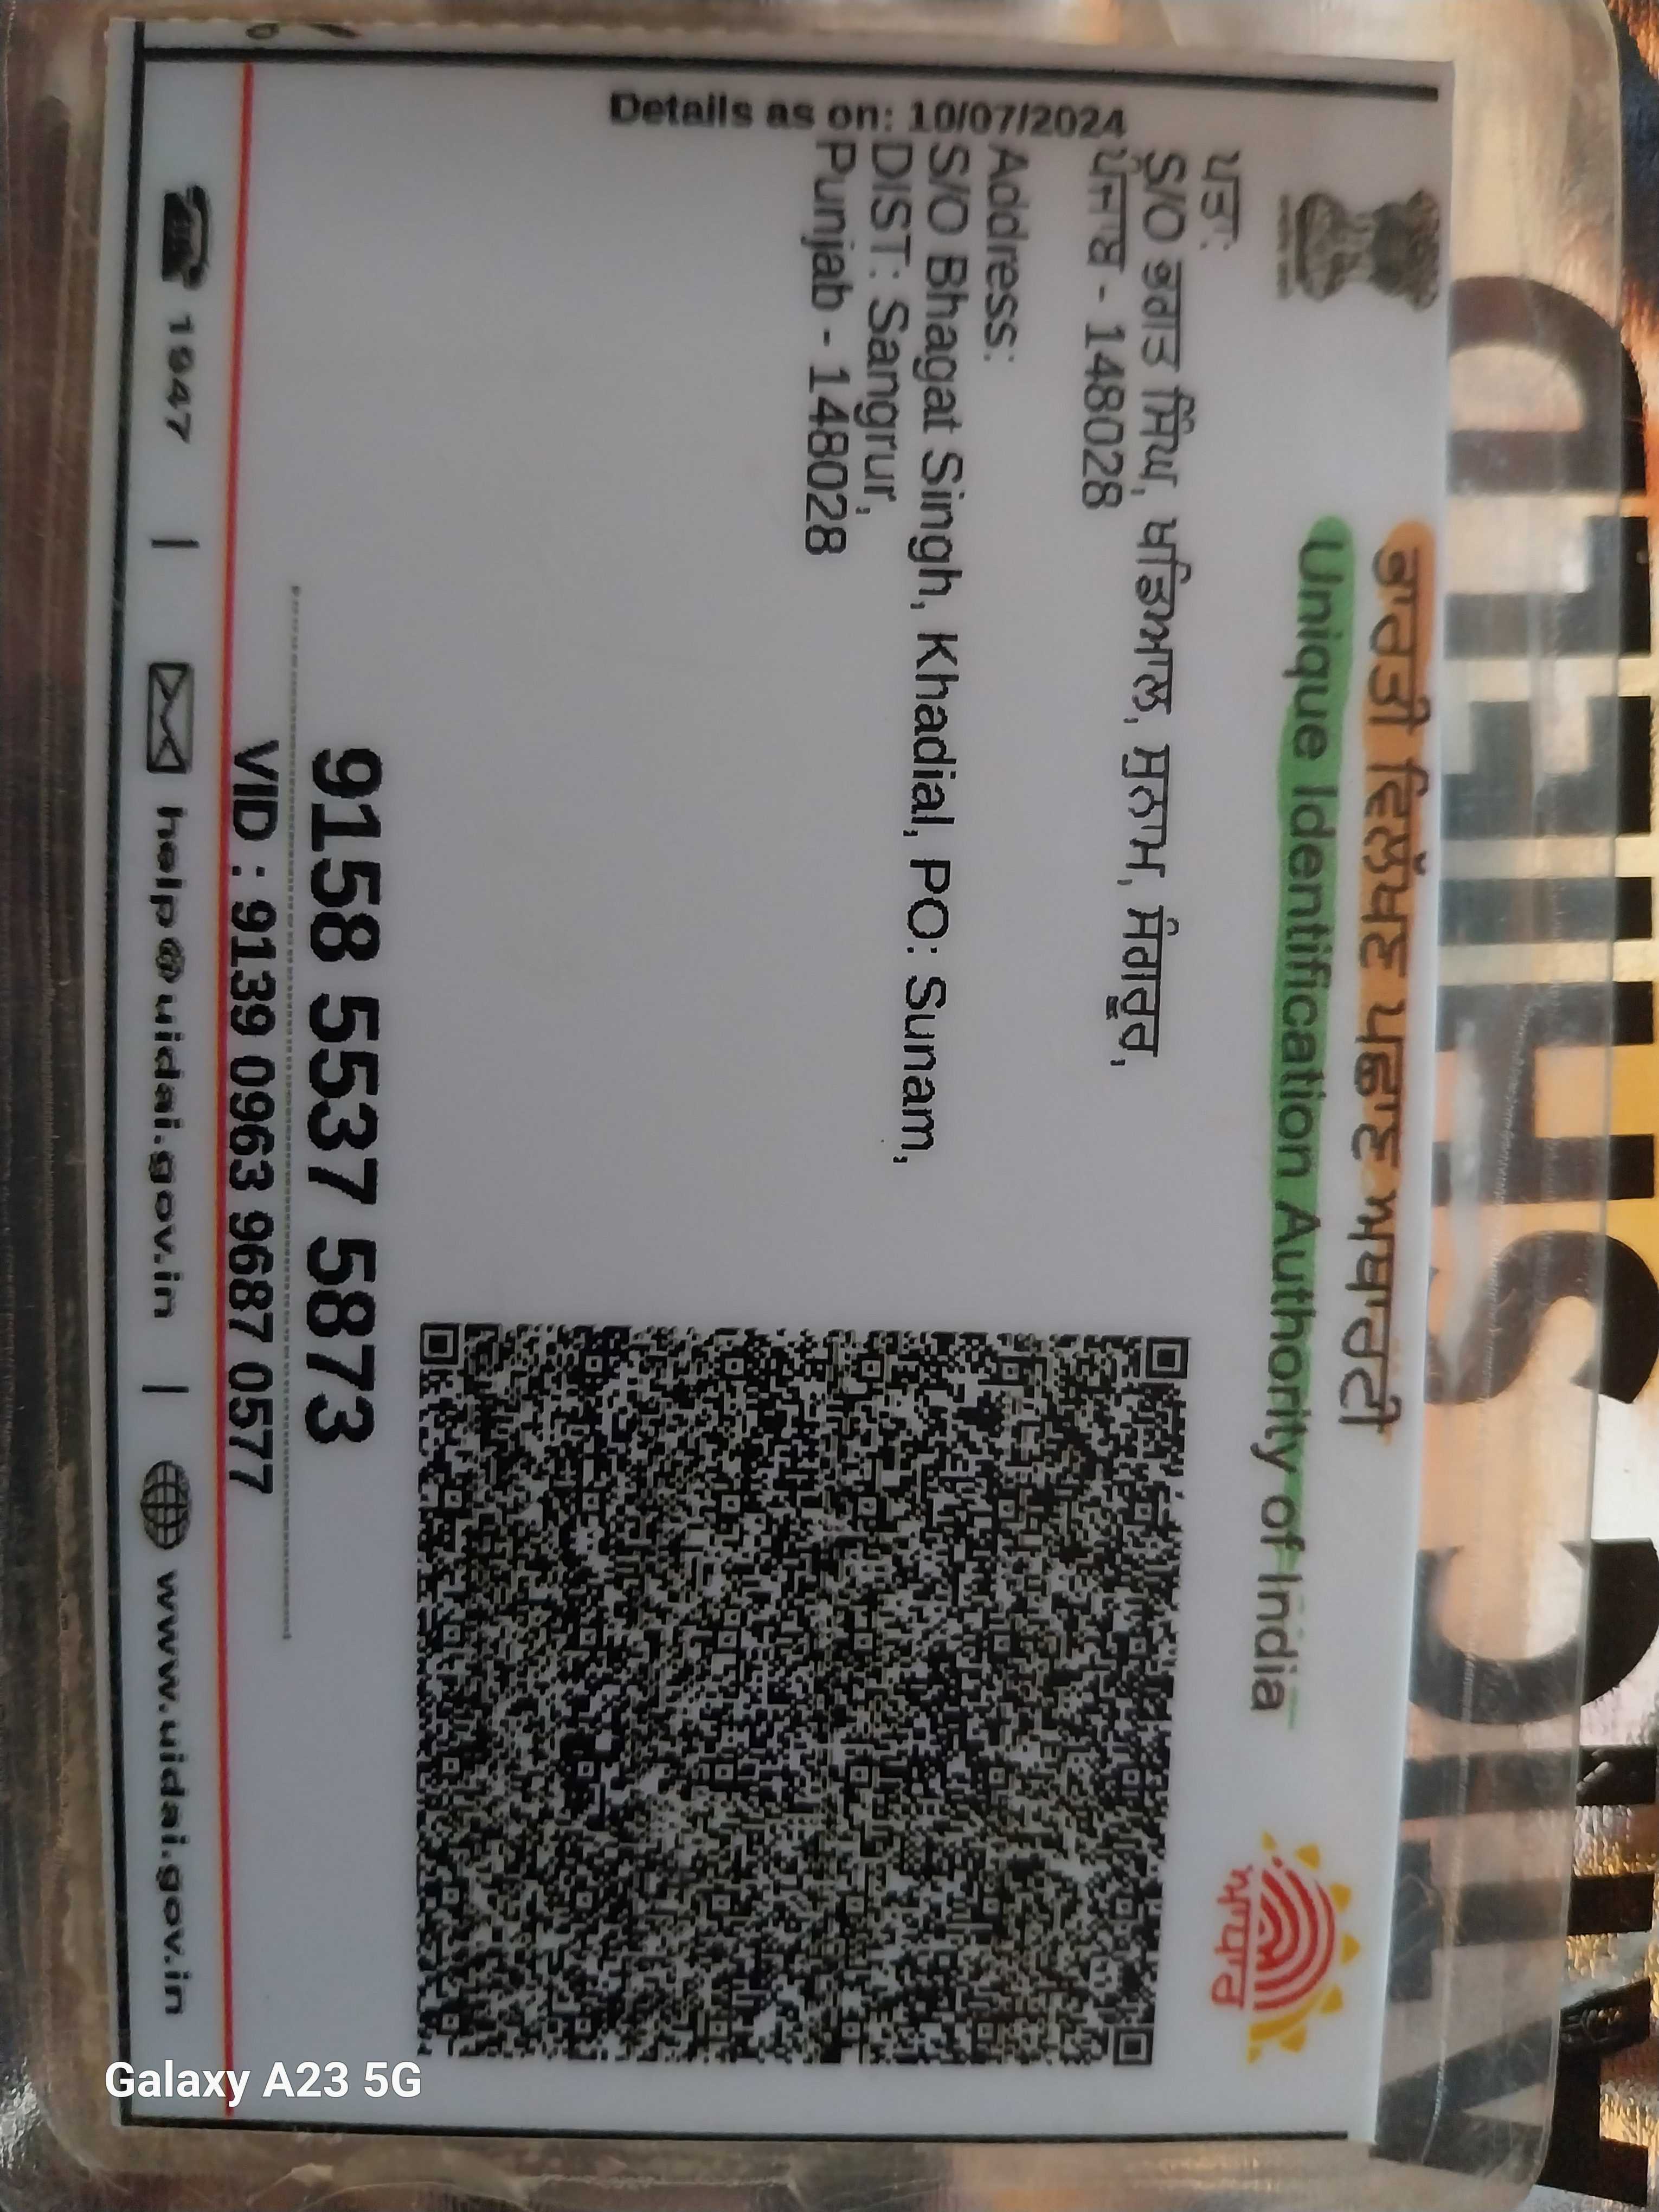 ਭਾਰਤੀ ਵਿਲੱਖਣ ਪਛਾਣ ਅਥਾਰਟੀ
Unique Identification Authority of India
ਆਧਾਰ
ਪਤਾ:
S/O ਭਗਤ ਸਿੰਘ, ਖਡਿਆਲ, ਸੁਨਾਮ, ਸੰਗਰੂਰ,
ਪੰਜਾਬ - 148028
Address:
S/O Bhagat Singh, Khadial, PO: Sunam,
DIST: Sangrur,
Punjab - 148028
Details as on: 10/07/2024
9158 5537 5873
VID : 9139 0963 9687 0577
1947 | help@uidai.gov.in | www.uidai.gov.in
Galaxy A23 5G